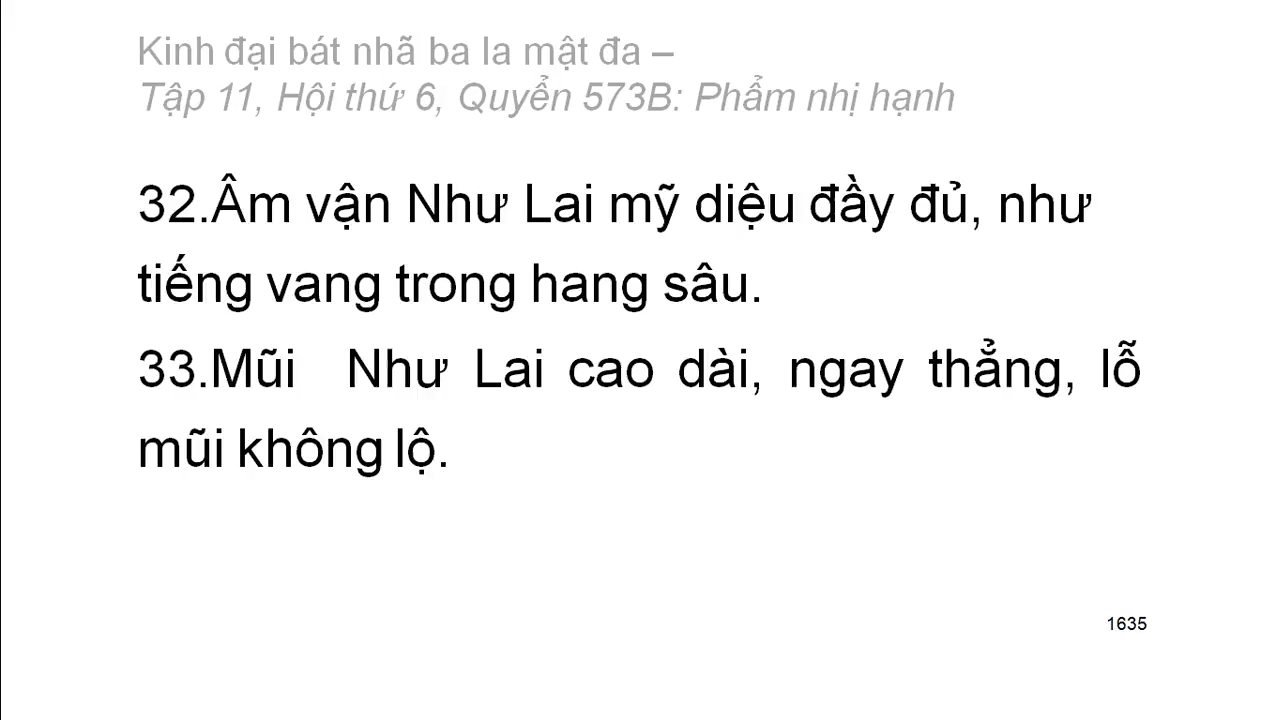 Kinh đại bát nhã ba la mật đa –
Tập 11, Hội thứ 6, Quyển 573B: Phẩm nhị hạnh
32.Âm vận Như Lai mỹ diệu đầy đủ, như
tiếng vang trong hang sâu.
33.Mũi Như Lai cao dài, ngay thẳng, lỗ
mũi không lộ.
1635